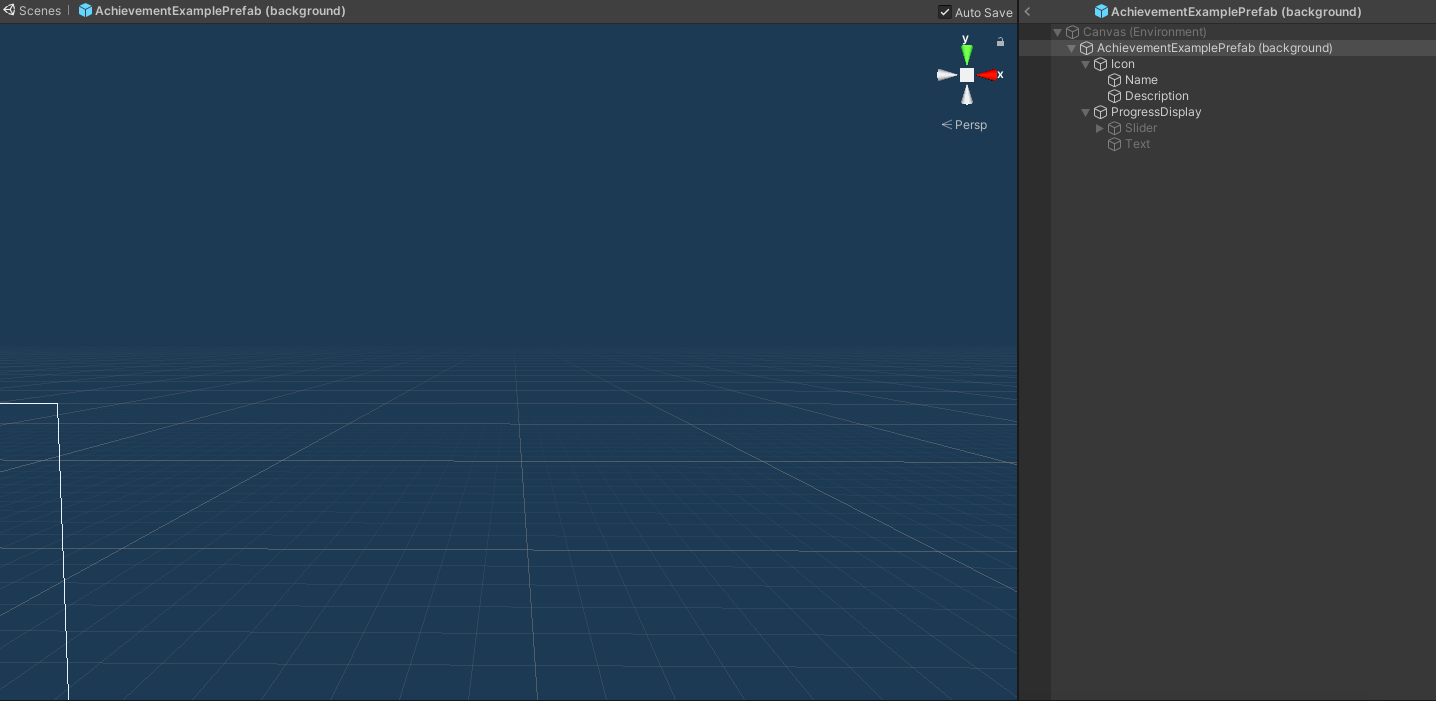 Scenes | AchievementExamplePrefab (background)
Auto Save
y
x
Persp
AchievementExamplePrefab (background)
Canvas (Environment)
AchievementExamplePrefab (background)
Icon
Name
Description
ProgressDisplay
Slider
Text